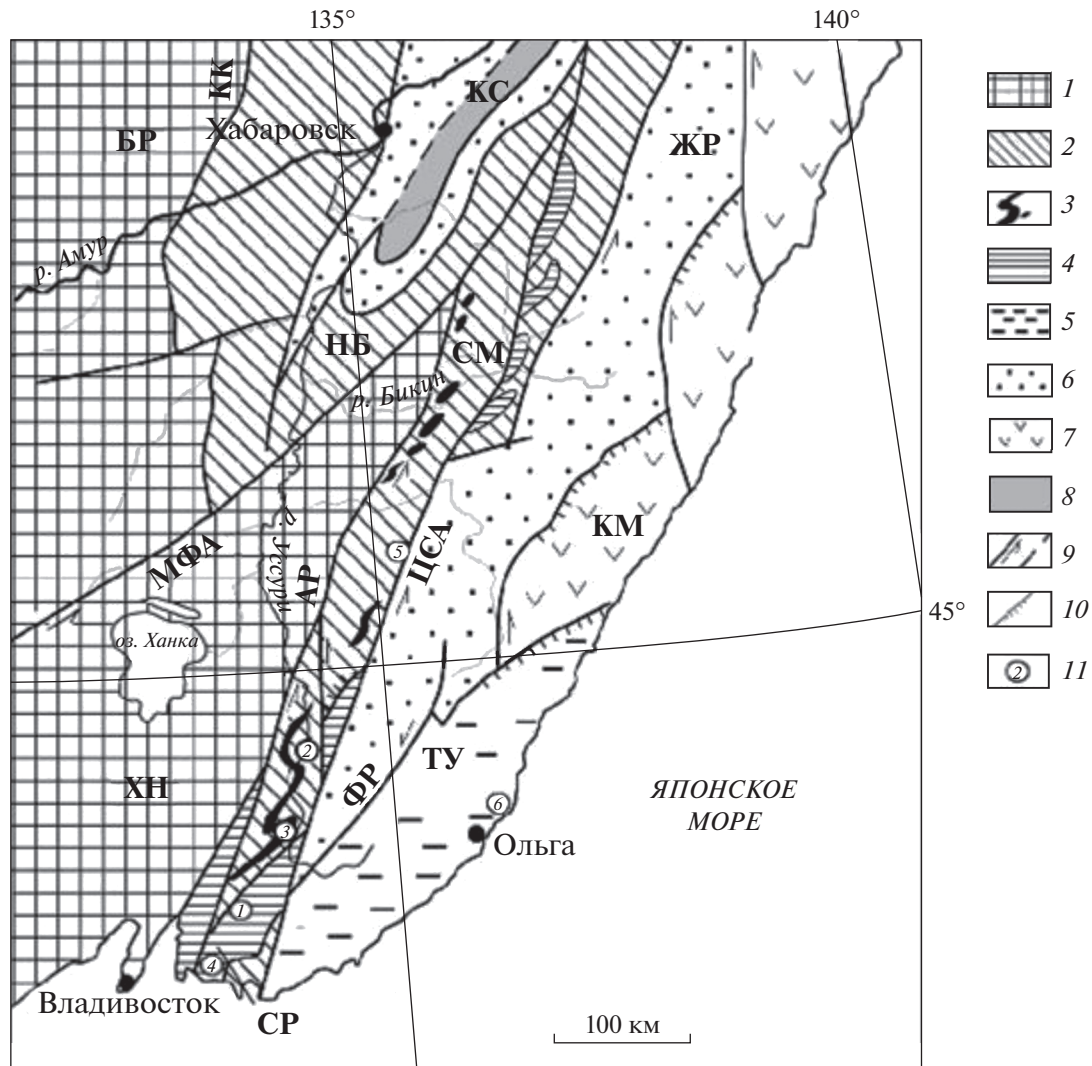 135°
140°
КК
КС
БР
Хабаровск
ЖР
р. Амур
НБ
СМ
р. Бикин
МФА
р. Уссури
АР
ЦСА
КМ
5
45°
оз. Ханка
2
ТУ
ХН
ФР
6
ЯПОНСКОЕ
МОРЕ
3
Ольга
1
4
Владивосток
СР
100 км
1
2
3
4
5
6
7
8
9
10
2
11